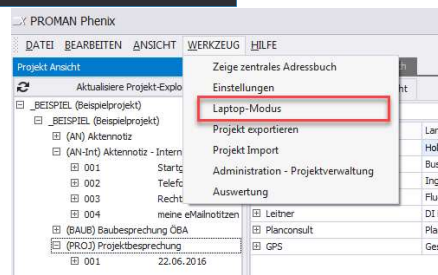 PROMAN Phenix
DATEI BEARBEITEN ANSICHT WERKZEUG HILFE
Projekt Ansicht
Aktualisiere Projekt-Explo
_BEISPIEL (Beispielprojekt)
_BEISPIEL (Beispielprojekt)
(AN) Aktennotiz
(AN-Int) Aktennotiz - Intern
001 Startg
002 Telefo
003 Recht
004 meine eMailnotizen
(BAUB) Baubesprechung ÖBA
(PROJ) Projektbesprechung
001 22.06.2016
Zeige zentrales Adressbuch
Einstellungen
Laptop-Modus
Projekt exportieren
Projekt Import
Administration - Projektverwaltung
Auswertung
ht
Lar
Hol
Bus
Ing
Flu
Leitner DI
Planconsult Pla
GPS Ges